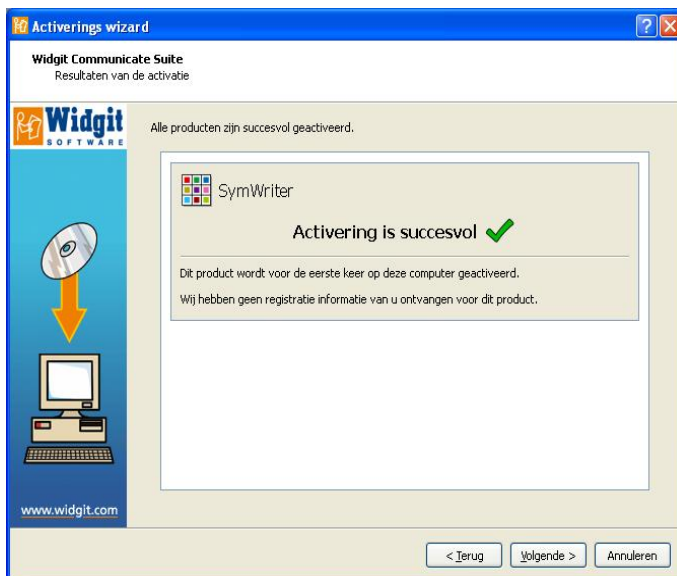 Activerings wizard
Widgit Communicate Suite
Resultaten van de activatie
Widgit
SOFTWARE
Alle producten zijn succesvol geactiveerd.
SymWriter
Activering is succesvol
Dit product wordt voor de eerste keer op deze computer geactiveerd.
Wij hebben geen registratie informatie van u ontvangen voor dit product.
www.widgit.com
< Terug
Volgende >
Annuleren